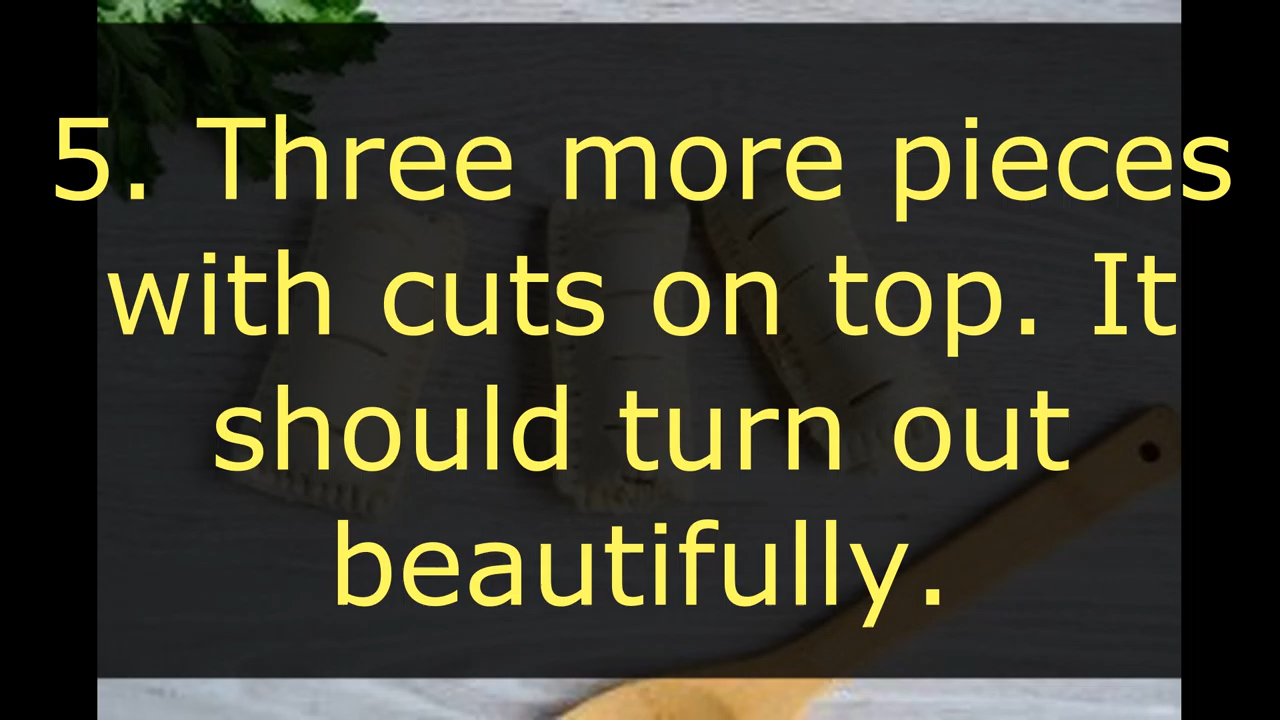 5. Three more pieces
with cuts on top. It
should turn out
beautifully.